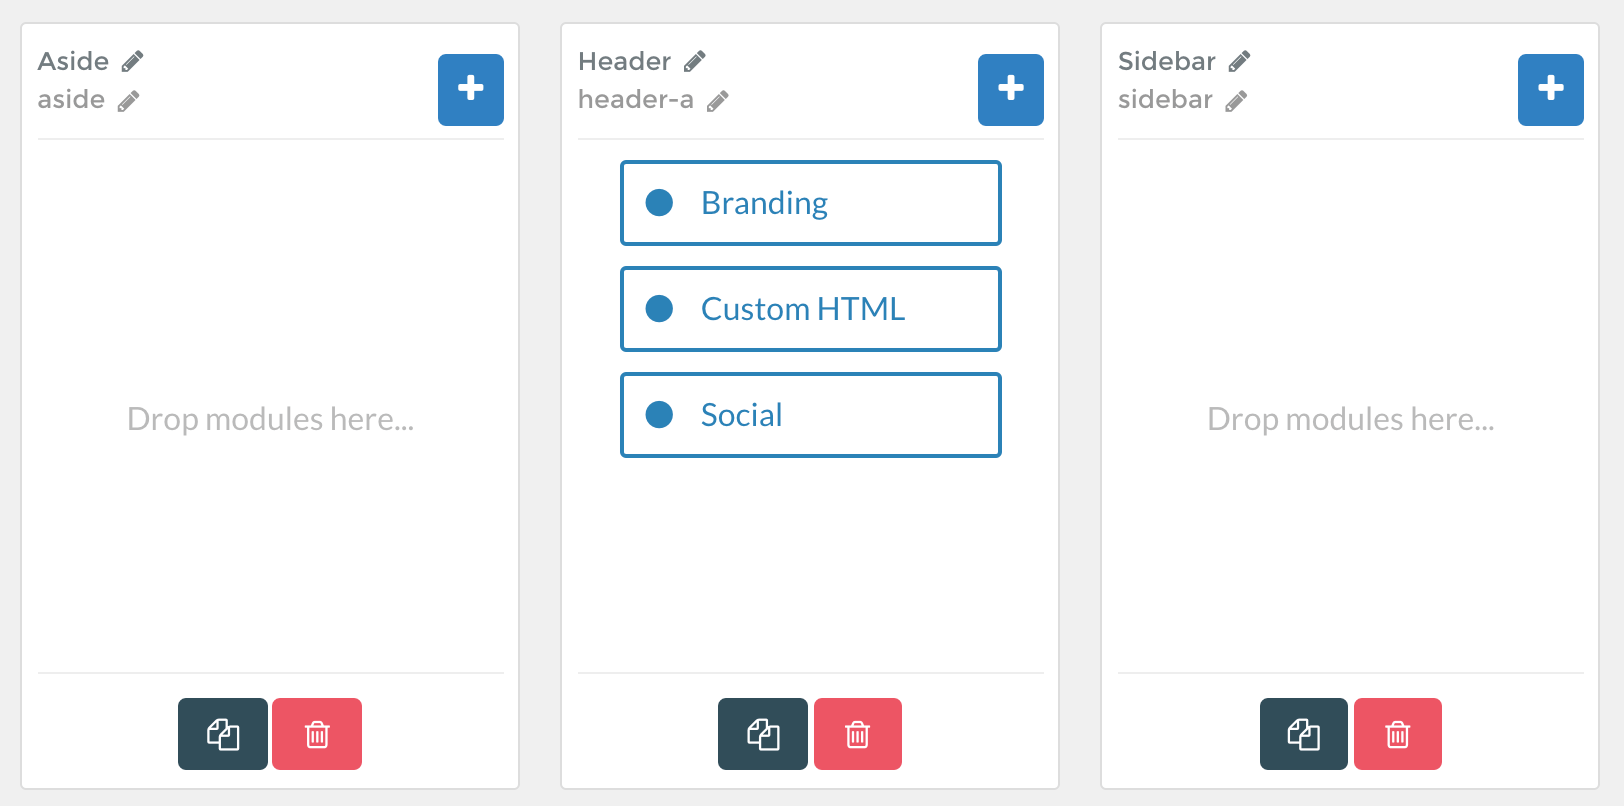 Aside
aside
Drop modules here...
Header
header-a
Branding
Custom HTML
Social
Sidebar
sidebar
Drop modules here...